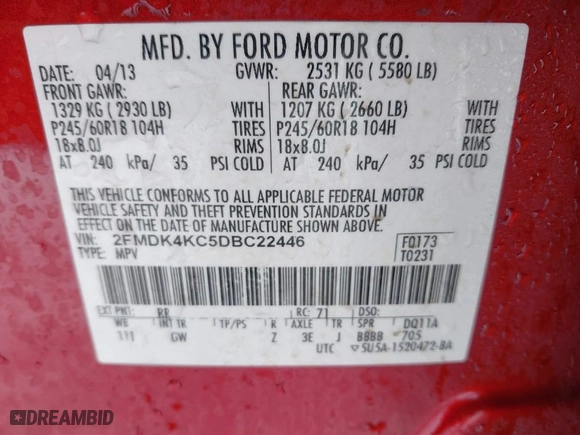 MFD. BY FORD MOTOR CO.
DATE: 04/13 GVWR: 2531 KG ( 5580 LB)
FRONT GAWR: REAR GAWR:
1329 KG ( 2930 LB) WITH 1207 KG ( 2660 LB) WITH
P245/60R18 104H TIRES P245/60R18 104H TIRES
18x8.0J RIMS 18x8.0J RIMS
AT 240 kPa/ 35 PSI COLD AT 240 kPa/ 35 PSI COLD
THIS VEHICLE CONFORMS TO ALL APPLICABLE FEDERAL MOTOR
VEHICLE SAFETY AND THEFT PREVENTION STANDARDS IN
EFFECT ON THE DATE OF MANUFACTURE SHOWN ABOVE.
VIN: 2FMDK4KC5DBC22446 FQ173
TYPE: MPV T0231
EXT PNT: RR RC: 71 DSO:
WB INT TR TP/PS R AXLE TR SPR DQ11A
111 GW Z 3E J BBBB 705
UTC ▽5U5A-1520472-BA
DREAMBID